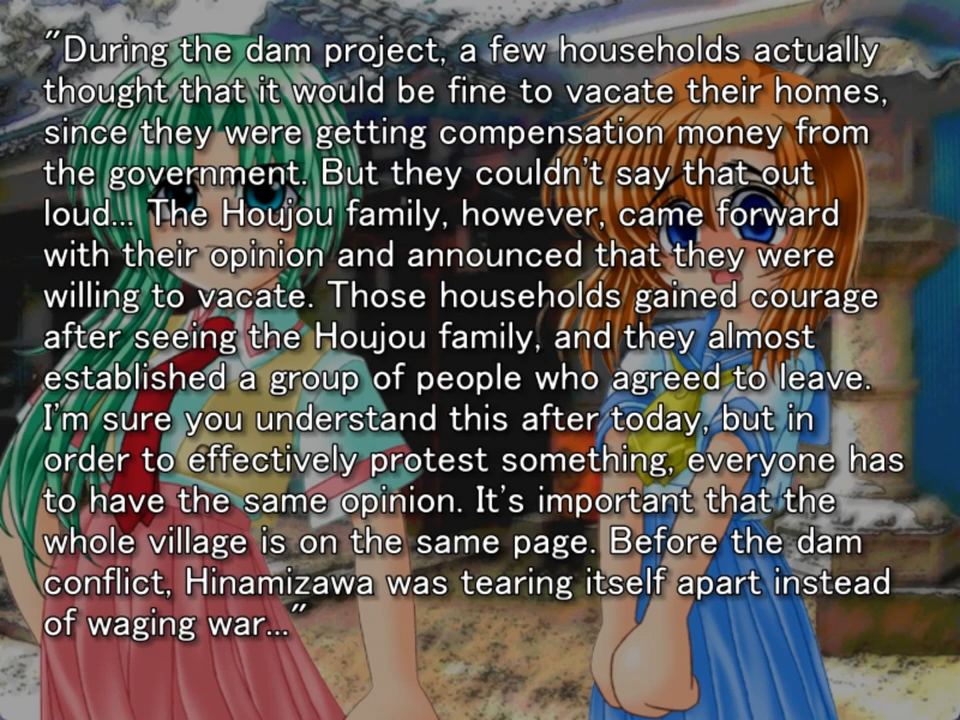 "During the dam project, a few households actually
thought that it would be fine to vacate their homes,
since they were getting compensation money from
the government. But they couldn't say that out
loud... The Houjou family, however, came forward
with their opinion and announced that they were
willing to vacate. Those households gained courage
after seeing the Houjou family, and they almost
established a group of people who agreed to leave.
I'm sure you understand this after today, but in
order to effectively protest something, everyone has
to have the same opinion. It's important that the
whole village is on the same page. Before the dam
conflict, Hinamizawa was tearing itself apart instead
of waging war..."